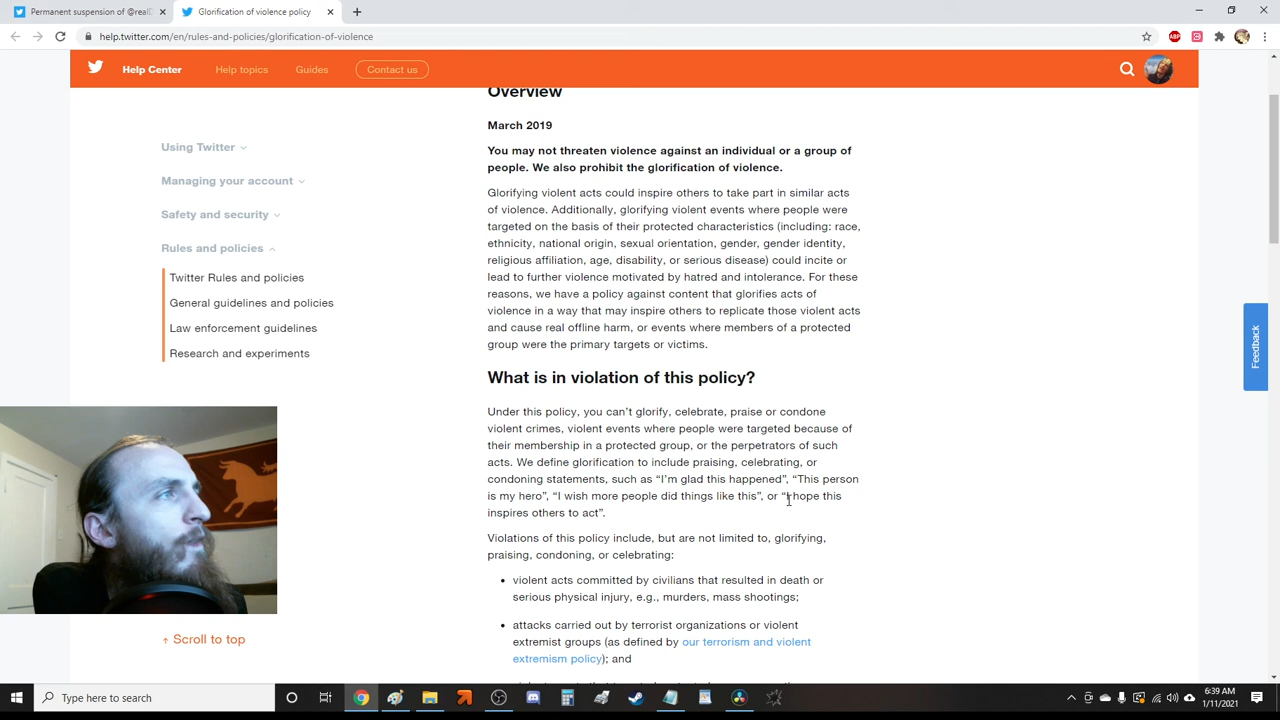 Permanent suspension of @realD
Glorification of violence policy
help.twitter.com/en/rules-and-policies/glorification-of-violence
ABP
Help Center
Help topics
Guides
Contact us
Using Twitter
Managing your account
Safety and security
Rules and policies
Twitter Rules and policies
General guidelines and policies
Law enforcement guidelines
Research and experiments
Scroll to top
Overview
March 2019
You may not threaten violence against an individual or a group of
people. We also prohibit the glorification of violence.
Glorifying violent acts could inspire others to take part in similar acts
of violence. Additionally, glorifying violent events where people were
targeted on the basis of their protected characteristics (including: race,
ethnicity, national origin, sexual orientation, gender, gender identity,
religious affiliation, age, disability, or serious disease) could incite or
lead to further violence motivated by hatred and intolerance. For these
reasons, we have a policy against content that glorifies acts of
violence in a way that may inspire others to replicate those violent acts
and cause real offline harm, or events where members of a protected
group were the primary targets or victims.
What is in violation of this policy?
Under this policy, you can’t glorify, celebrate, praise or condone
violent crimes, violent events where people were targeted because of
their membership in a protected group, or the perpetrators of such
acts. We define glorification to include praising, celebrating, or
condoning statements, such as “I’m glad this happened”, “This person
is my hero”, “I wish more people did things like this”, or “I hope this
inspires others to act”.
Violations of this policy include, but are not limited to, glorifying,
praising, condoning, or celebrating:
• violent acts committed by civilians that resulted in death or
serious physical injury, e.g., murders, mass shootings;
• attacks carried out by terrorist organizations or violent
extremist groups (as defined by our terrorism and violent
extremism policy); and
Feedback
Type here to search
6:39 AM
1/11/2021